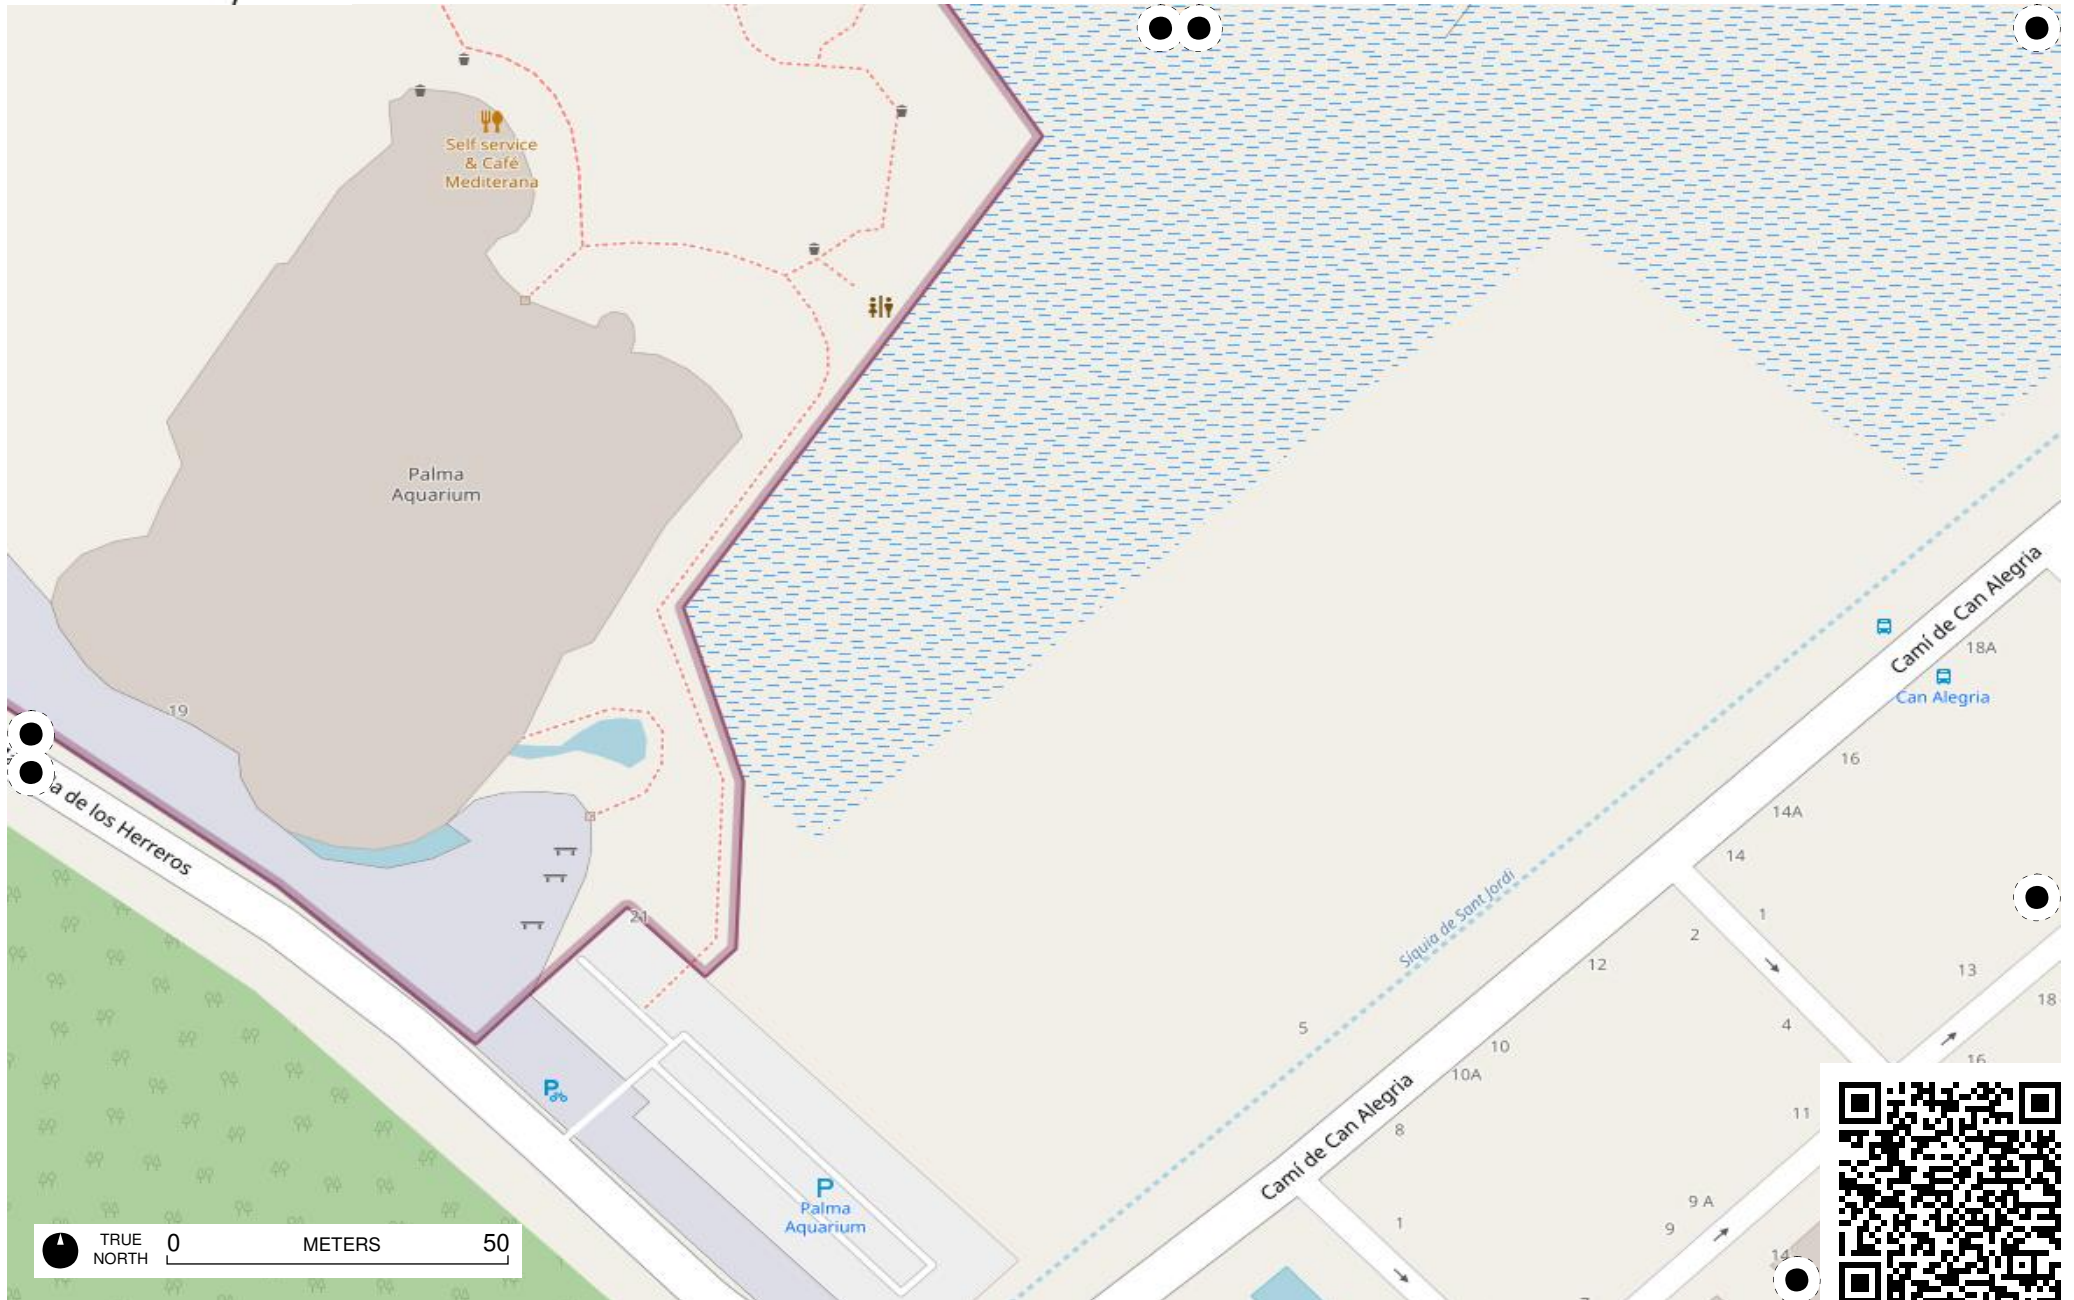 Self service
& Café
Mediterana
Palma
Aquarium
Camí de Can Alegria
18A
Can Alegria
19
16
a de los Herreros
14A
14
Síquia de Sant Jordi
21
1
2
12
13
18
5
4
10
16
10A
11
Camí de Can Alegria
8
P
P
Palma
Aquarium
9 A
1
9
14
TRUE
NORTH
0
METERS
50